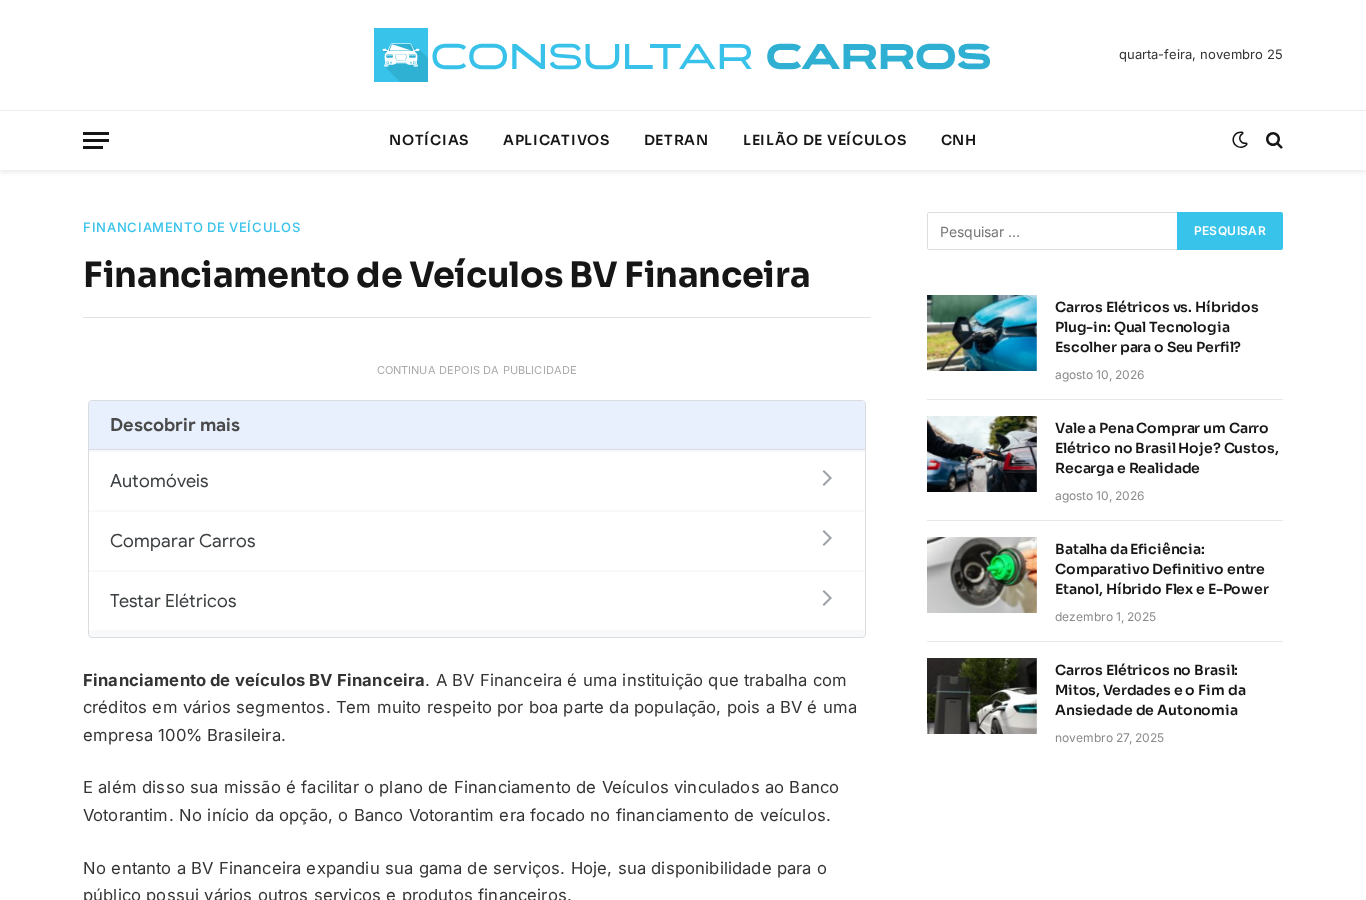 CONSULTAR CARROS
quarta-feira, novembro 25
NOTÍCIAS APLICATIVOS DETRAN LEILÃO DE VEÍCULOS CNH
FINANCIAMENTO DE VEÍCULOS
Financiamento de Veículos BV Financeira
CONTINUA DEPOIS DA PUBLICIDADE
Descobrir mais
Automóveis
Comparar Carros
Testar Elétricos
Financiamento de veículos BV Financeira. A BV Financeira é uma instituição que trabalha com
créditos em vários segmentos. Tem muito respeito por boa parte da população, pois a BV é uma
empresa 100% Brasileira.
E além disso sua missão é facilitar o plano de Financiamento de Veículos vinculados ao Banco
Votorantim. No início da opção, o Banco Votorantim era focado no financiamento de veículos.
No entanto a BV Financeira expandiu sua gama de serviços. Hoje, sua disponibilidade para o
público possui vários outros serviços e produtos financeiros.
Pesquisar ...
PESQUISAR
Carros Elétricos vs. Híbridos
Plug-in: Qual Tecnologia
Escolher para o Seu Perfil?
agosto 10, 2026
Vale a Pena Comprar um Carro
Elétrico no Brasil Hoje? Custos,
Recarga e Realidade
agosto 10, 2026
Batalha da Eficiência:
Comparativo Definitivo entre
Etanol, Híbrido Flex e E-Power
dezembro 1, 2025
Carros Elétricos no Brasil:
Mitos, Verdades e o Fim da
Ansiedade de Autonomia
novembro 27, 2025